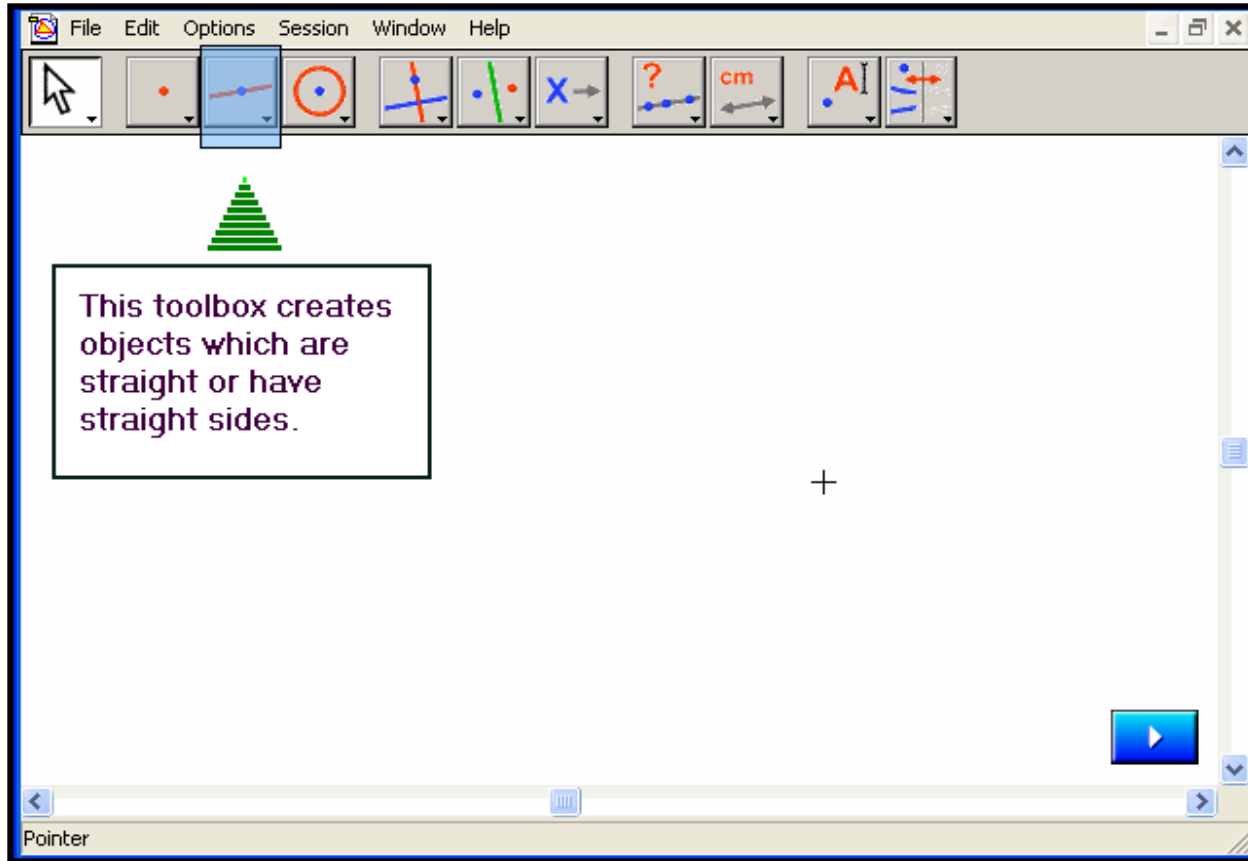 File Edit Options Session Window Help
? cm A
X
This toolbox creates
objects which are
straight or have
straight sides.
Pointer